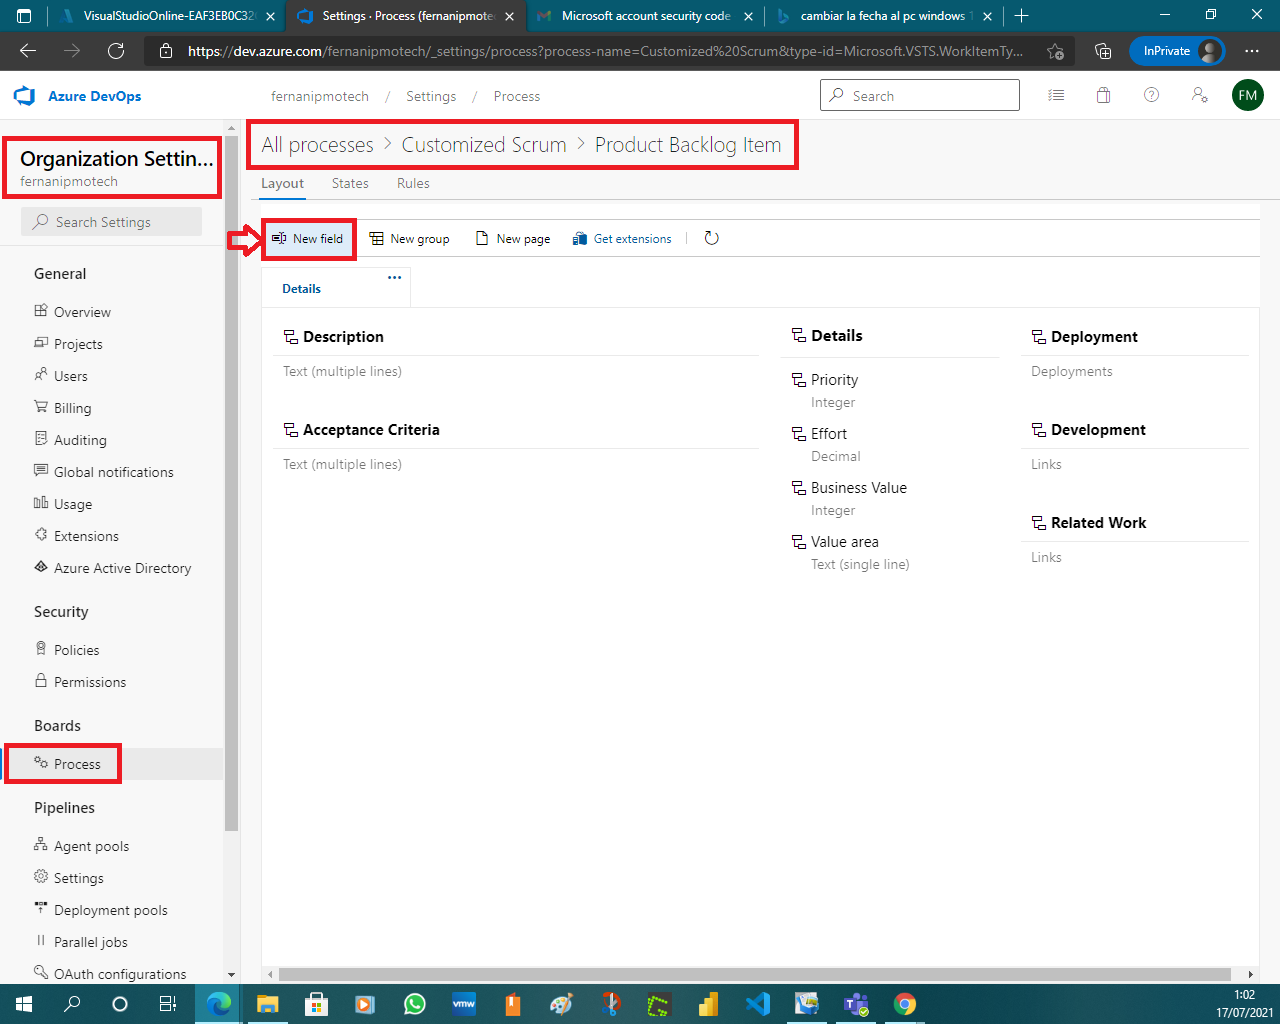 VisualStudioOnline-EAF3EB0C32
Settings · Process (fernanipmotec
Microsoft account security code
cambiar la fecha al pc windows 1
https://dev.azure.com/fernanipmotech/_settings/process?process-name=Customized%20Scrum&type-id=Microsoft.VSTS.WorkItemTy...
InPrivate
Azure DevOps
fernanipmotech / Settings / Process
Search
FM
Organization Settin...
fernanipmotech
Search Settings
General
Overview
Projects
Users
Billing
Auditing
Global notifications
Usage
Extensions
Azure Active Directory
Security
Policies
Permissions
Boards
Process
Pipelines
Agent pools
Settings
Deployment pools
Parallel jobs
OAuth configurations
All processes > Customized Scrum > Product Backlog Item
Layout States Rules
New field New group New page Get extensions
Details
Description
Text (multiple lines)
Acceptance Criteria
Text (multiple lines)
Details
Priority
Integer
Effort
Decimal
Business Value
Integer
Value area
Text (single line)
Deployment
Deployments
Development
Links
Related Work
Links
vmw
1:02
17/07/2021